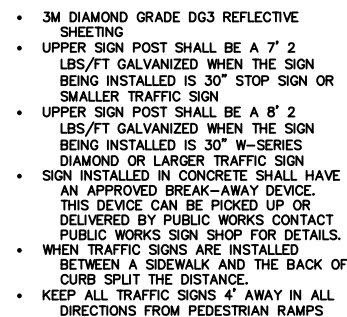 • 3M DIAMOND GRADE DG3 REFLECTIVE
SHEETING
• UPPER SIGN POST SHALL BE A 7' 2
LBS/FT GALVANIZED WHEN THE SIGN
BEING INSTALLED IS 30" STOP SIGN OR
SMALLER TRAFFIC SIGN
• UPPER SIGN POST SHALL BE A 8' 2
LBS/FT GALVANIZED WHEN THE SIGN
BEING INSTALLED IS 30" W-SERIES
DIAMOND OR LARGER TRAFFIC SIGN
• SIGN INSTALLED IN CONCRETE SHALL HAVE
AN APPROVED BREAK-AWAY DEVICE.
THIS DEVICE CAN BE PICKED UP OR
DELIVERED BY PUBLIC WORKS CONTACT
PUBLIC WORKS SIGN SHOP FOR DETAILS.
• WHEN TRAFFIC SIGNS ARE INSTALLED
BETWEEN A SIDEWALK AND THE BACK OF
CURB SPLIT THE DISTANCE.
• KEEP ALL TRAFFIC SIGNS 4' AWAY IN ALL
DIRECTIONS FROM PEDESTRIAN RAMPS